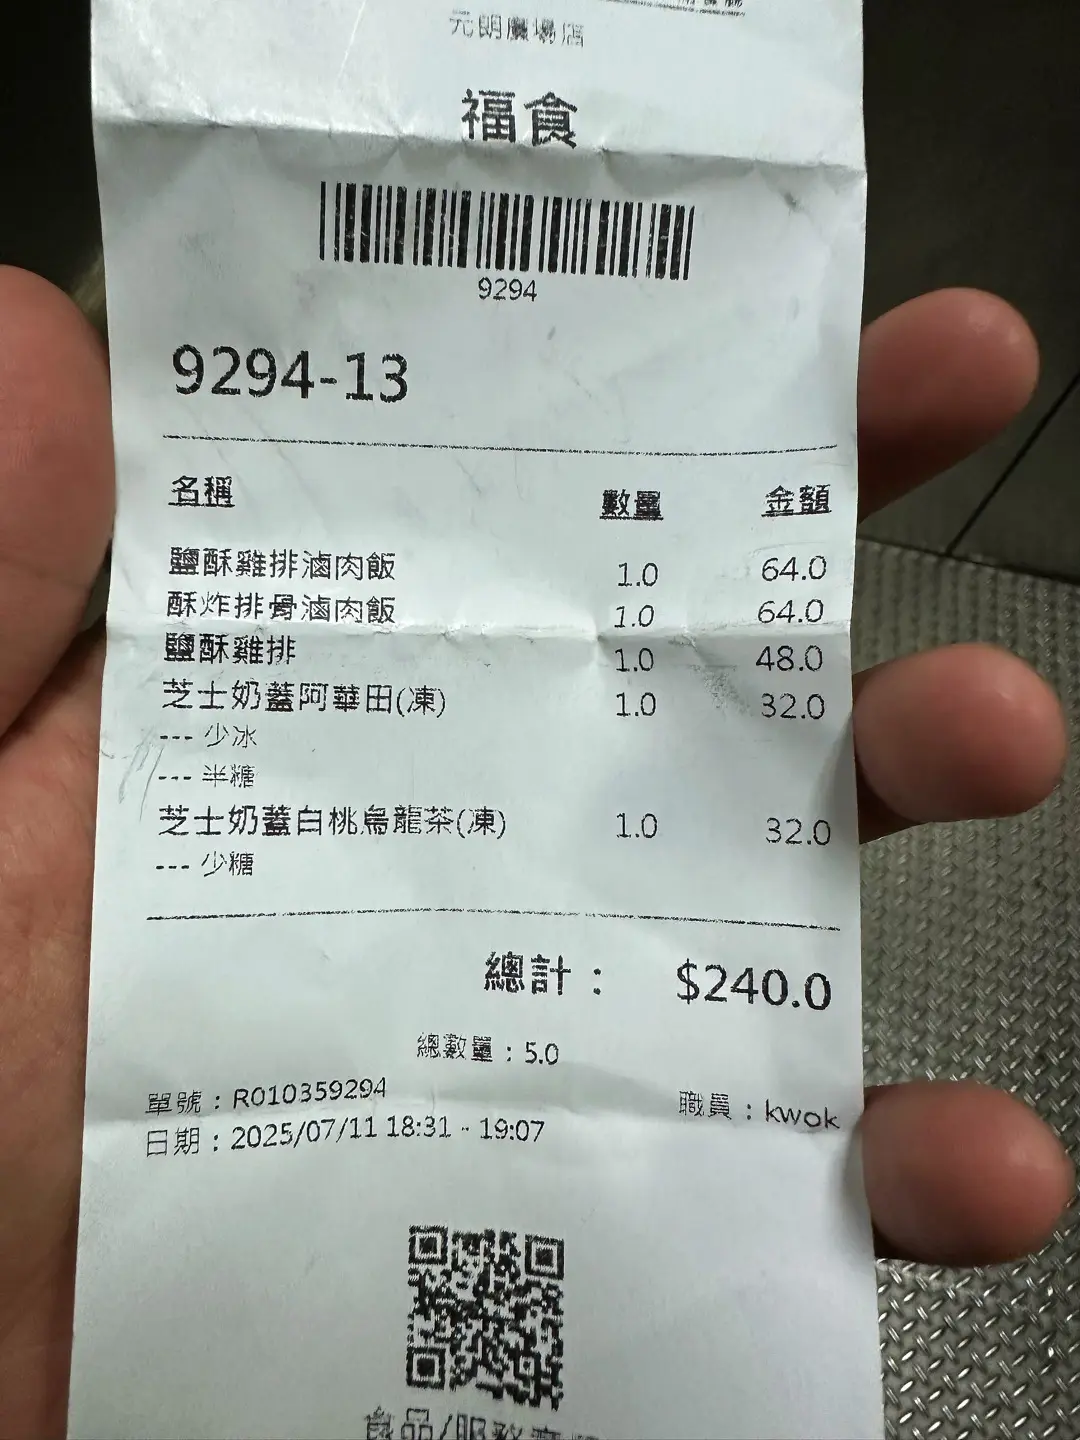 元朗廣場店
福食
9294
9294-13
名稱 數量 金額
鹽酥雞排滷肉飯 1.0 64.0
酥炸排骨滷肉飯 1.0 64.0
鹽酥雞排 1.0 48.0
芝士奶蓋阿華田(凍) 1.0 32.0
--- 少冰
--- 半糖
芝士奶蓋白桃烏龍茶(凍) 1.0 32.0
--- 少糖
總計： $240.0
總數量：5.0
單號：R010359294 職員：kwok
日期：2025/07/11 18:31 - 19:07
食品/服務